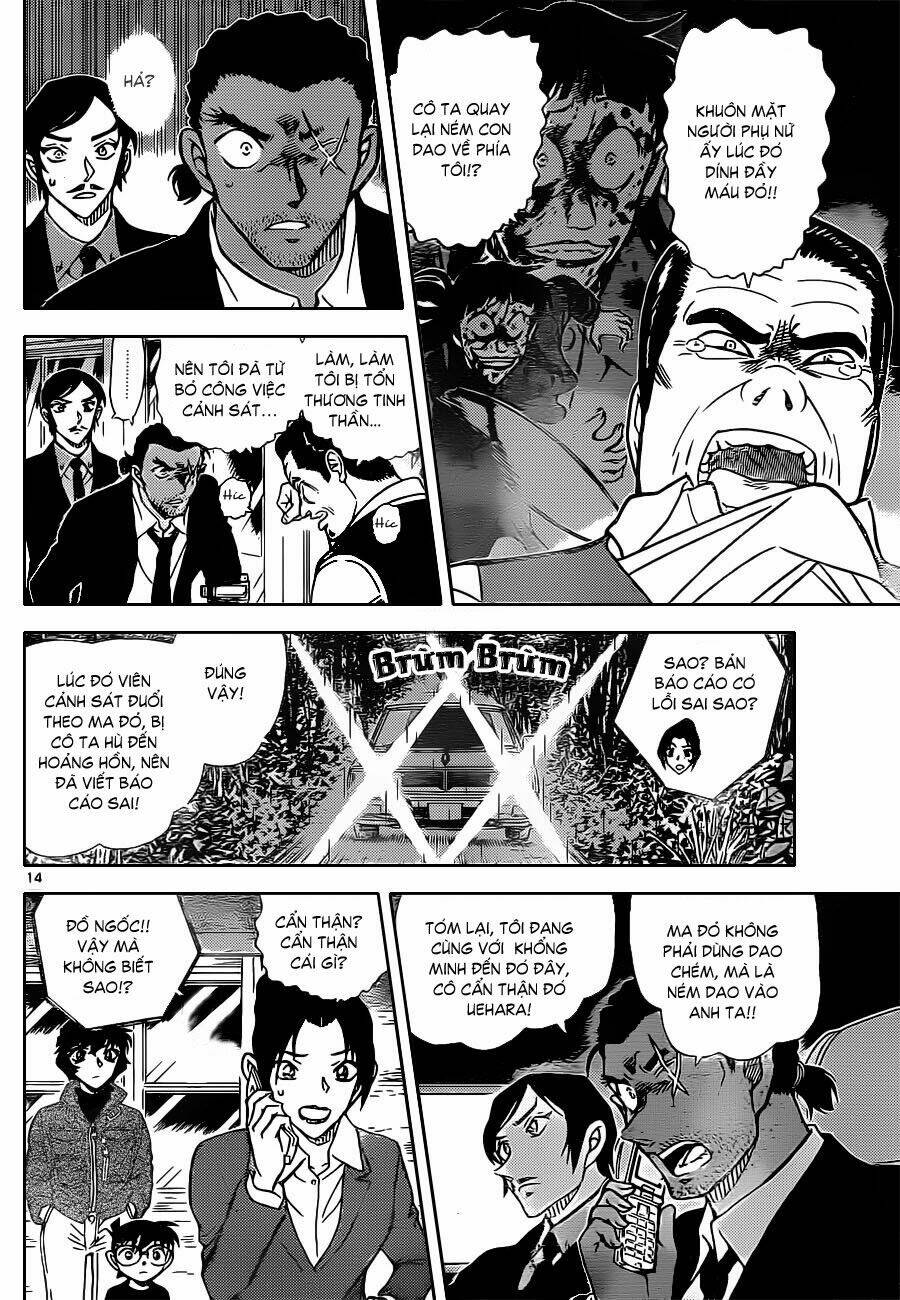 KHUÔN MẶT
NGƯỜI PHỤ NỮ
ẤY LÚC ĐÓ
DÍNH ĐẦY
MÁU ĐỎ!!
CÔ TA QUAY
LẠI NÉM CON
DAO VỀ PHÍA
TÔI!?
HẢ?
LÀM, LÀM
TÔI BỊ TỔN
THƯƠNG TINH
THẦN...
Híc
Híc
NÊN TÔI ĐÃ TỪ
BỎ CÔNG VIỆC
CẢNH SÁT...
........
SAO? BẢN
BÁO CÁO CÓ
LỖI SAI SAO?
Brùm Brùm
ĐÚNG
VẬY!
LÚC ĐÓ VIÊN
CẢNH SÁT ĐUỔI
THEO MA ĐỎ, BỊ
CÔ TA HÙ ĐẾN
HOẢNG HỒN, NÊN
ĐÃ VIẾT BÁO
CÁO SAI!
14
MA ĐỎ KHÔNG
PHẢI DÙNG DAO
CHÉM, MÀ LÀ
NÉM DAO VÀO
ANH TA!!
TÓM LẠI, TÔI ĐANG
CÙNG VỚI KHỔNG
MINH ĐẾN ĐÓ ĐÂY,
CÔ CẨN THẬN ĐÓ
UEHARA!
CẨN THẬN?
CẨN THẬN
CÁI GÌ?
ĐỒ NGỐC!!
VẬY MÀ
KHÔNG BIẾT
SAO!?